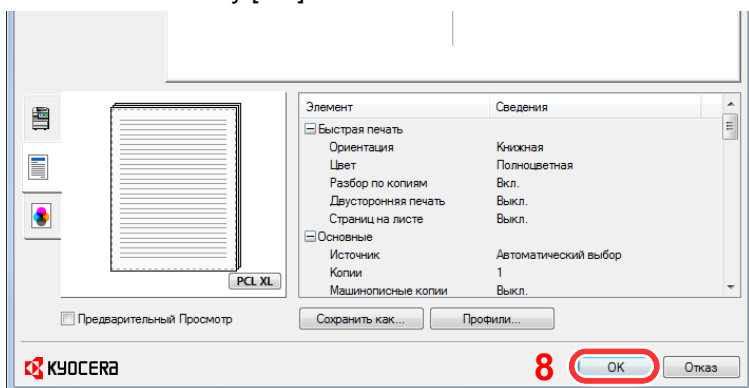 Элемент Сведения
Быстрая печать
Ориентация Книжная
Цвет Полноцветная
Разбор по копиям Вкл.
Двусторонняя печать Выкл.
Страниц на листе Выкл.
Основные
Источник Автоматический выбор
Копии 1
Машинописные копии Выкл.
PCL XL
Предварительный Просмотр Сохранить как... Профили...
KYOCERA 8 OK Отказ